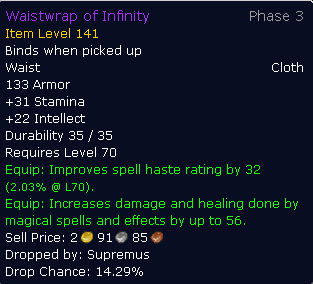 Waistwrap of Infinity Phase 3
Item Level 141
Binds when picked up
Waist Cloth
133 Armor
+31 Stamina
+22 Intellect
Durability 35 / 35
Requires Level 70
Equip: Improves spell haste rating by 32
(2.03% @ L70).
Equip: Increases damage and healing done by
magical spells and effects by up to 56.
Sell Price: 2 91 85
Dropped by: Supremus
Drop Chance: 14.29%